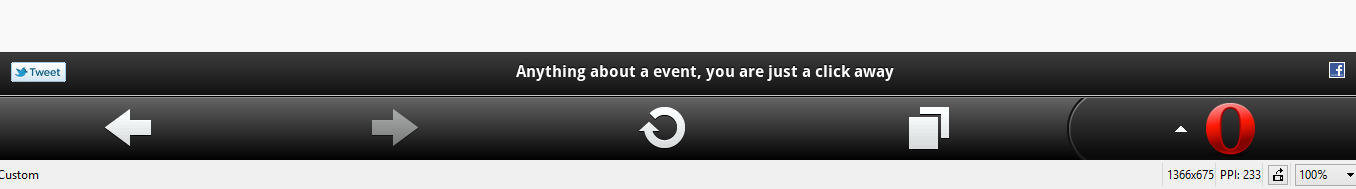 Tweet
Anything about a event, you are just a click away
Custom
1366x675 PPI: 233 100%